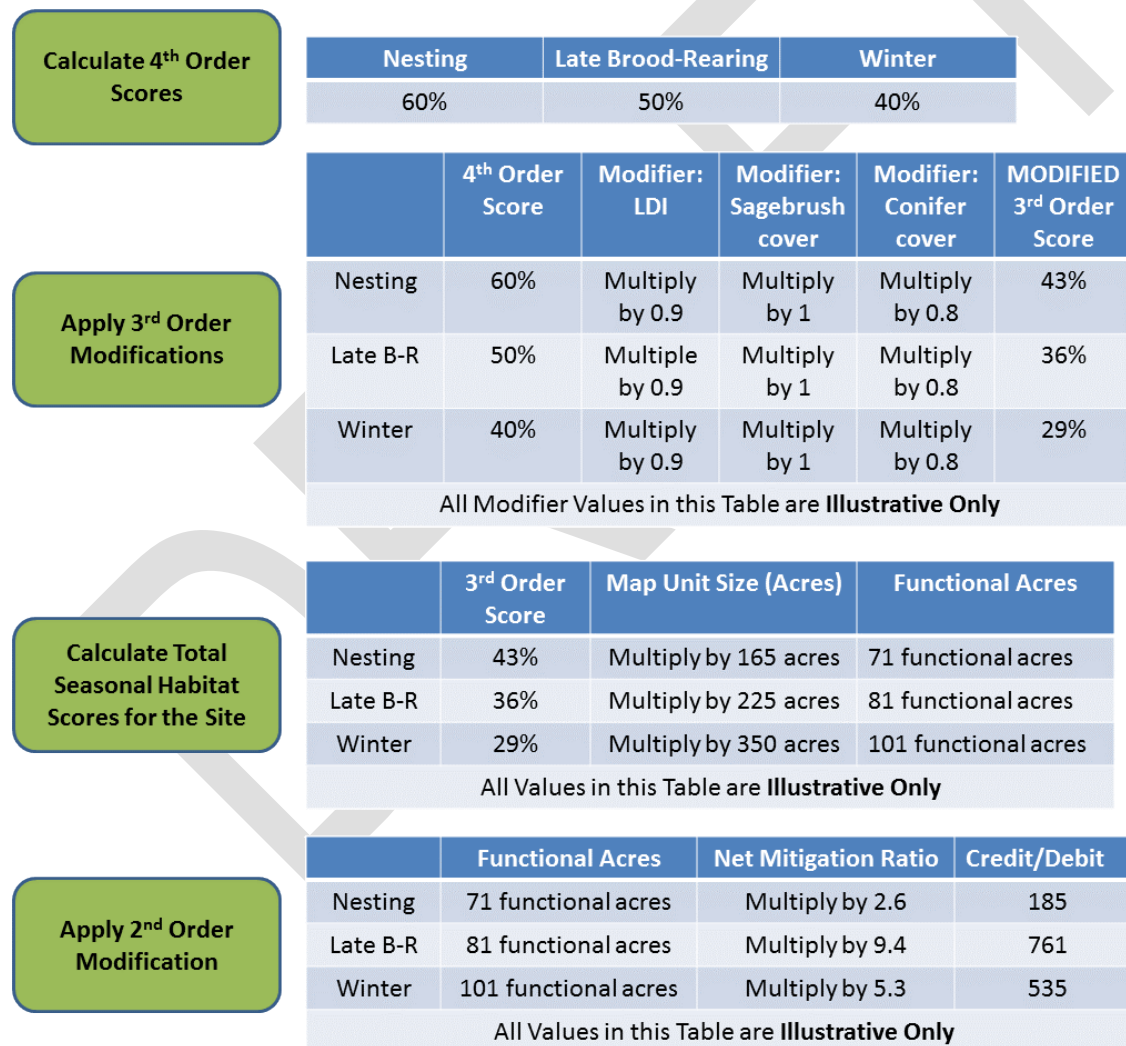 Calculate 4th Order
Scores
Nesting Late Brood-Rearing Winter
60% 50% 40%
Apply 3rd Order
Modifications
4th Order Score Modifier: LDI Modifier: Sagebrush cover Modifier: Conifer cover MODIFIED 3rd Order Score
Nesting 60% Multiply by 0.9 Multiply by 1 Multiply by 0.8 43%
Late B-R 50% Multiple by 0.9 Multiply by 1 Multiply by 0.8 36%
Winter 40% Multiply by 0.9 Multiply by 1 Multiply by 0.8 29%
All Modifier Values in this Table are Illustrative Only
Calculate Total
Seasonal Habitat
Scores for the Site
3rd Order Score Map Unit Size (Acres) Functional Acres
Nesting 43% Multiply by 165 acres 71 functional acres
Late B-R 36% Multiply by 225 acres 81 functional acres
Winter 29% Multiply by 350 acres 101 functional acres
All Values in this Table are Illustrative Only
Apply 2nd Order
Modification
Functional Acres Net Mitigation Ratio Credit/Debit
Nesting 71 functional acres Multiply by 2.6 185
Late B-R 81 functional acres Multiply by 9.4 761
Winter 101 functional acres Multiply by 5.3 535
All Values in this Table are Illustrative Only